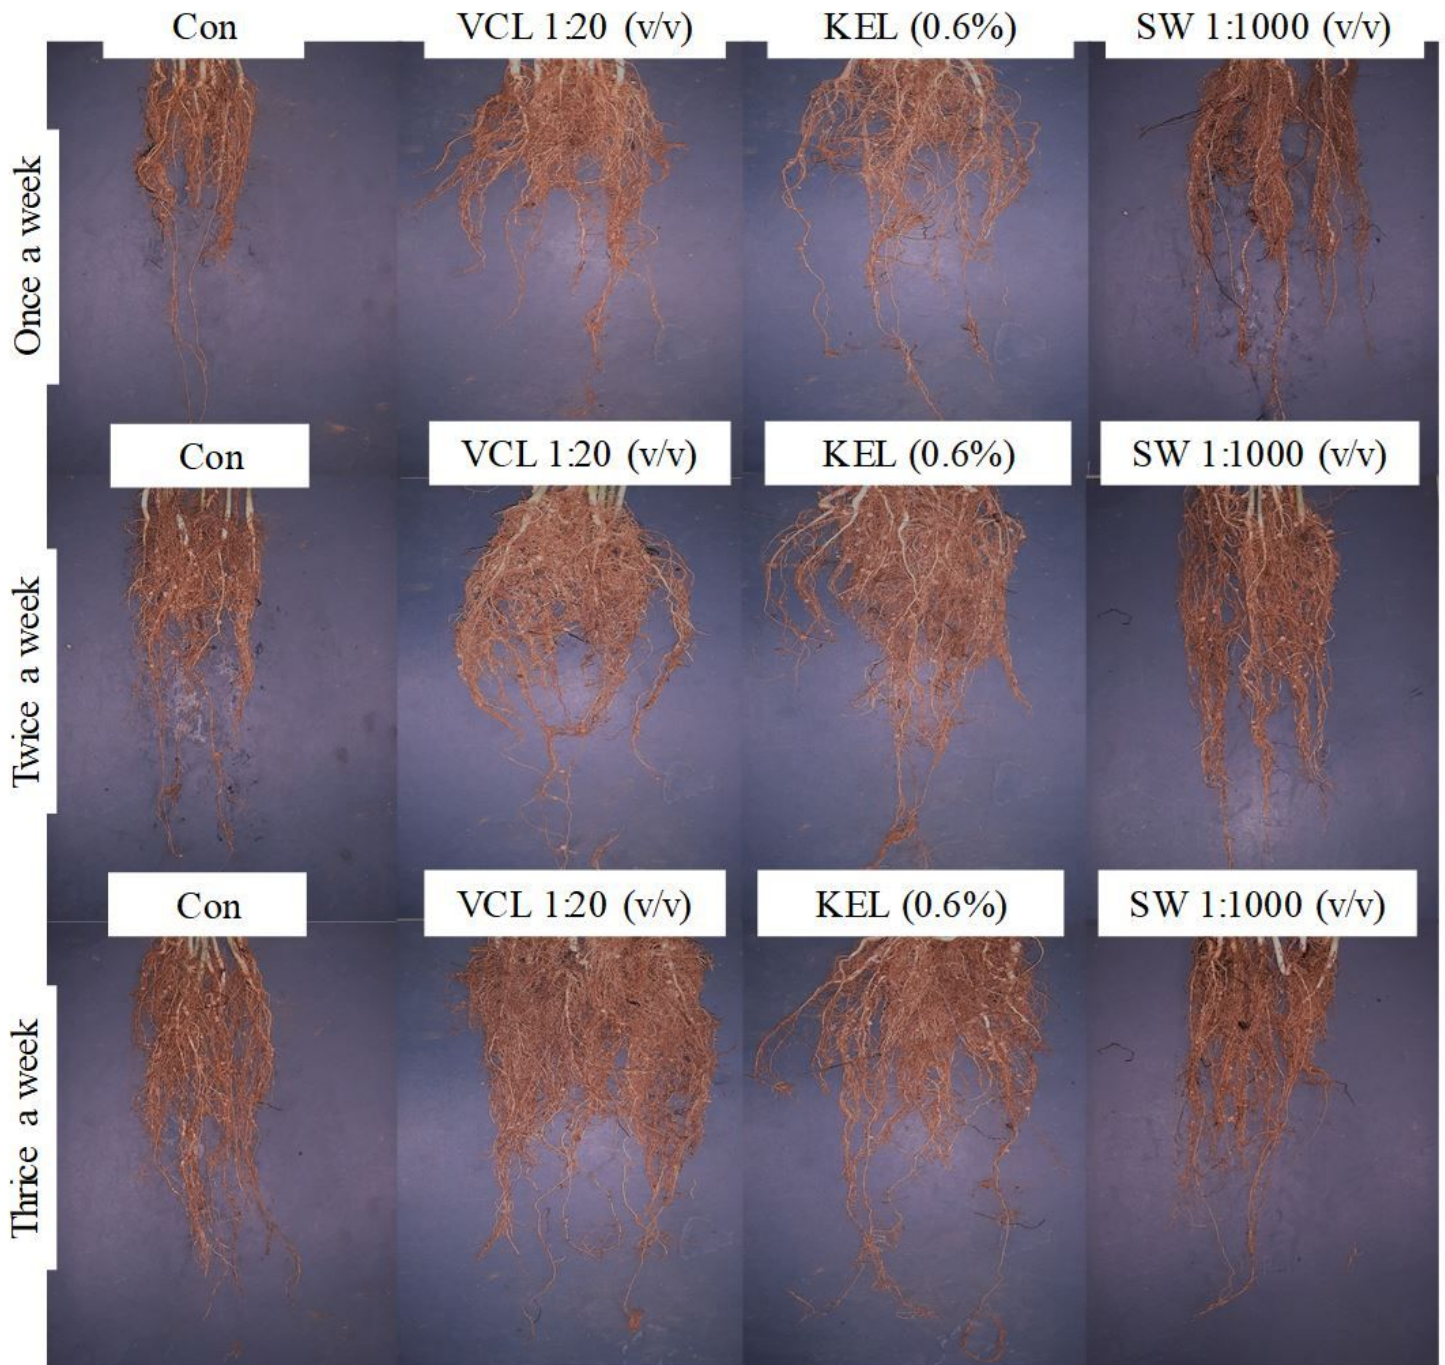 Con VCL 1:20 (v/v) KEL (0.6%) SW 1:1000 (v/v)
Once a week
Con VCL 1:20 (v/v) KEL (0.6%) SW 1:1000 (v/v)
Twice a week
Con VCL 1:20 (v/v) KEL (0.6%) SW 1:1000 (v/v)
Thrice a week